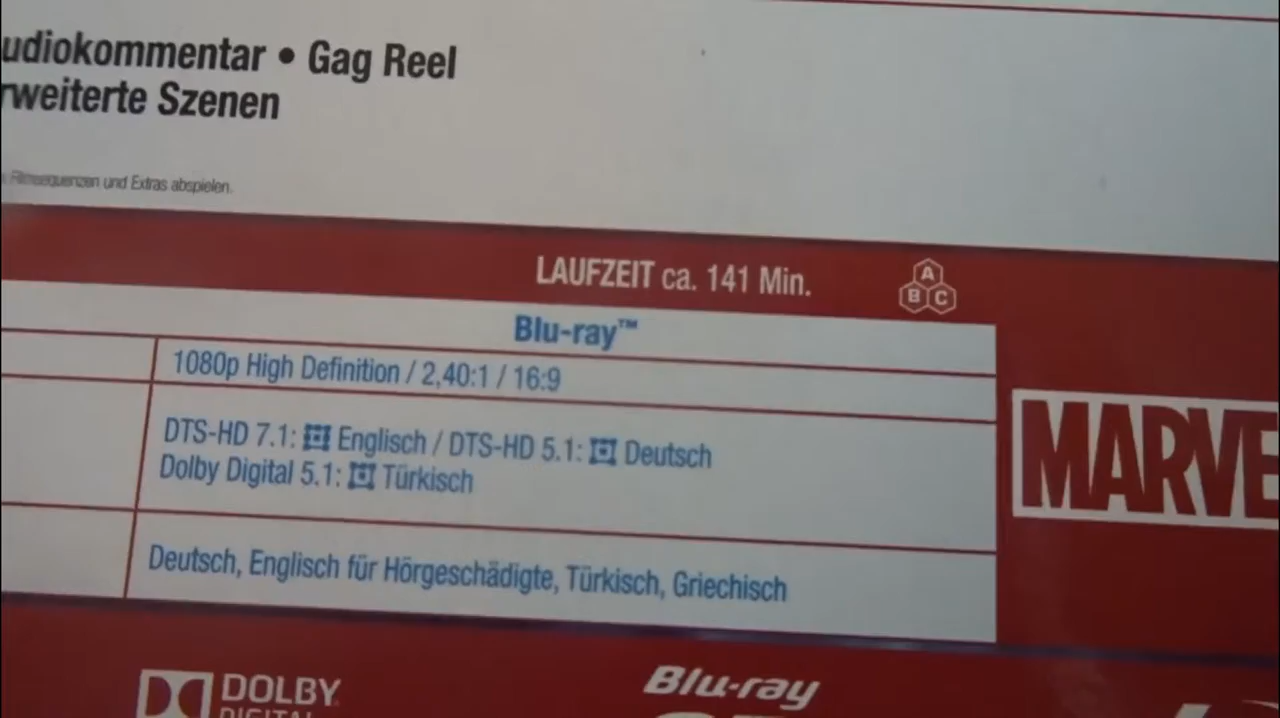 udiokommentar • Gag Reel
rweiterte Szenen
Filmsequenzen und Extras abspielen.
LAUFZEIT ca. 141 Min.
A
B C
Blu-ray™
1080p High Definition / 2,40:1 / 16:9
DTS-HD 7.1: Englisch / DTS-HD 5.1: Deutsch
Dolby Digital 5.1: Türkisch
MARVE
Deutsch, Englisch für Hörgeschädigte, Türkisch, Griechisch
DOLBY
DIGITAL
Blu-ray